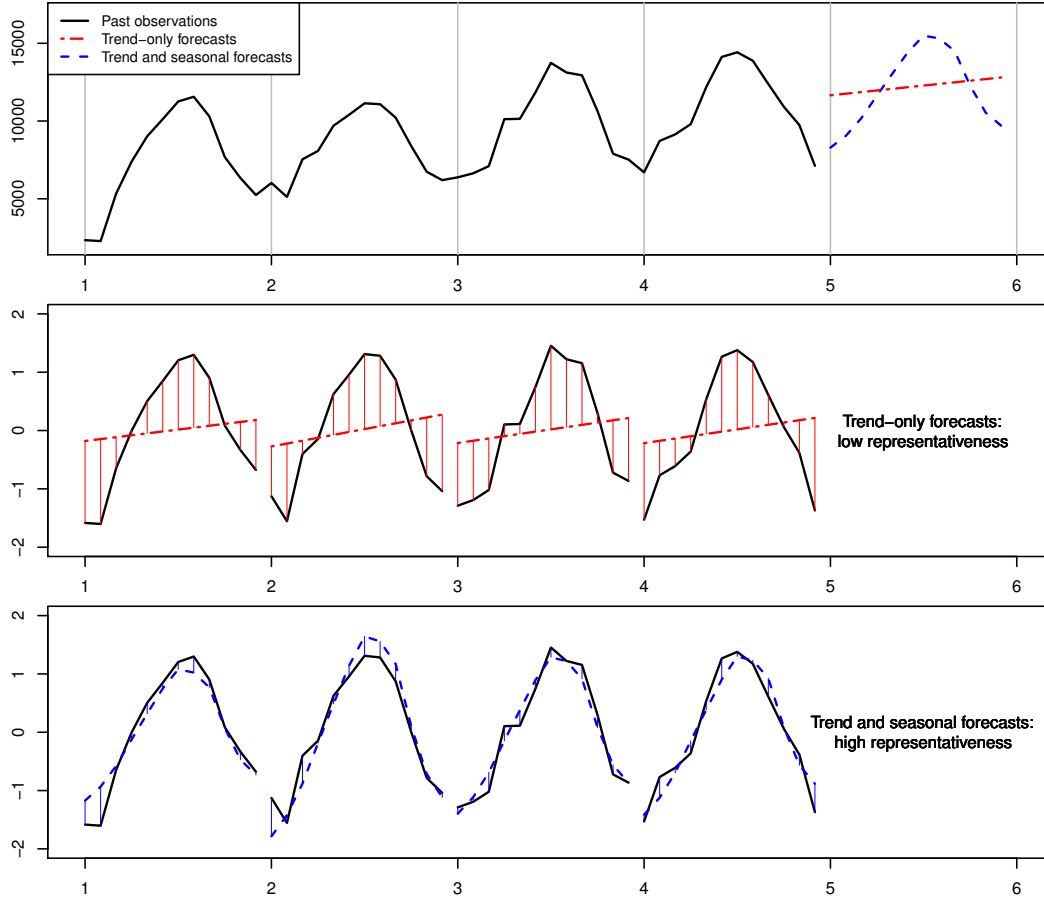 Past observations
Trend−only forecasts
Trend and seasonal forecasts
15000
10000
5000
1 2 3 4 5 6
2
1
0
−1
−2
Trend−only forecasts:
low representativeness
1 2 3 4 5 6
2
1
0
−1
−2
Trend and seasonal forecasts:
high representativeness
1 2 3 4 5 6